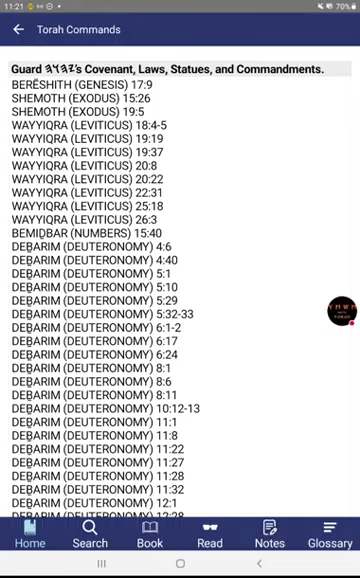 11:21
70%
Torah Commands
Guard 𐤉𐤄𐤅𐤄's Covenant, Laws, Statues, and Commandments.
BERĔSHITH (GENESIS) 17:9
SHEMOTH (EXODUS) 15:26
SHEMOTH (EXODUS) 19:5
WAYYIQRA (LEVITICUS) 18:4-5
WAYYIQRA (LEVITICUS) 19:19
WAYYIQRA (LEVITICUS) 19:37
WAYYIQRA (LEVITICUS) 20:8
WAYYIQRA (LEVITICUS) 20:22
WAYYIQRA (LEVITICUS) 22:31
WAYYIQRA (LEVITICUS) 25:18
WAYYIQRA (LEVITICUS) 26:3
BEMIḎBAR (NUMBERS) 15:40
DEḆARIM (DEUTERONOMY) 4:6
DEḆARIM (DEUTERONOMY) 4:40
DEḆARIM (DEUTERONOMY) 5:1
DEḆARIM (DEUTERONOMY) 5:10
DEḆARIM (DEUTERONOMY) 5:29
DEḆARIM (DEUTERONOMY) 5:32-33
DEḆARIM (DEUTERONOMY) 6:1-2
DEḆARIM (DEUTERONOMY) 6:17
DEḆARIM (DEUTERONOMY) 6:24
DEḆARIM (DEUTERONOMY) 8:1
DEḆARIM (DEUTERONOMY) 8:6
DEḆARIM (DEUTERONOMY) 8:11
DEḆARIM (DEUTERONOMY) 10:12-13
DEḆARIM (DEUTERONOMY) 11:1
DEḆARIM (DEUTERONOMY) 11:8
DEḆARIM (DEUTERONOMY) 11:22
DEḆARIM (DEUTERONOMY) 11:27
DEḆARIM (DEUTERONOMY) 11:28
DEḆARIM (DEUTERONOMY) 11:32
DEḆARIM (DEUTERONOMY) 12:1
DEḆARIM (DEUTERONOMY) 12:28
Home Search Book Read Notes Glossary